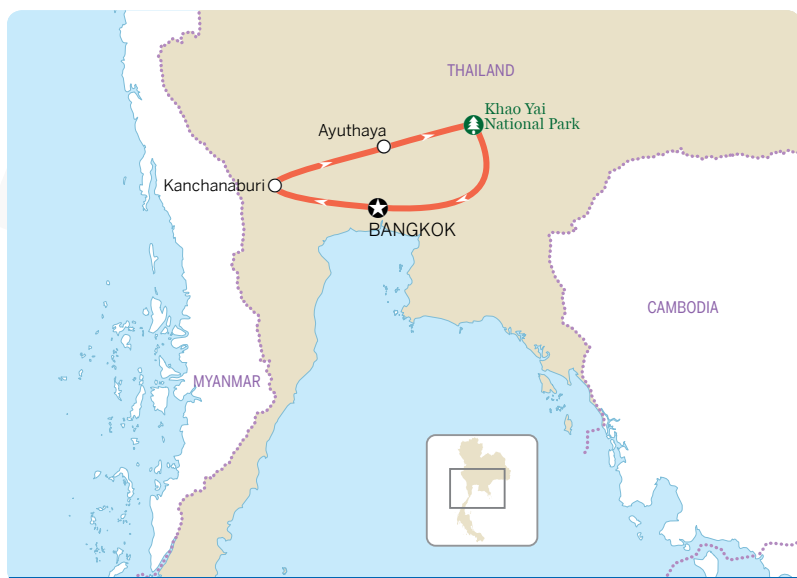 THAILAND
Khao Yai
National Park
Ayuthaya
Kanchanaburi
BANGKOK
CAMBODIA
MYANMAR